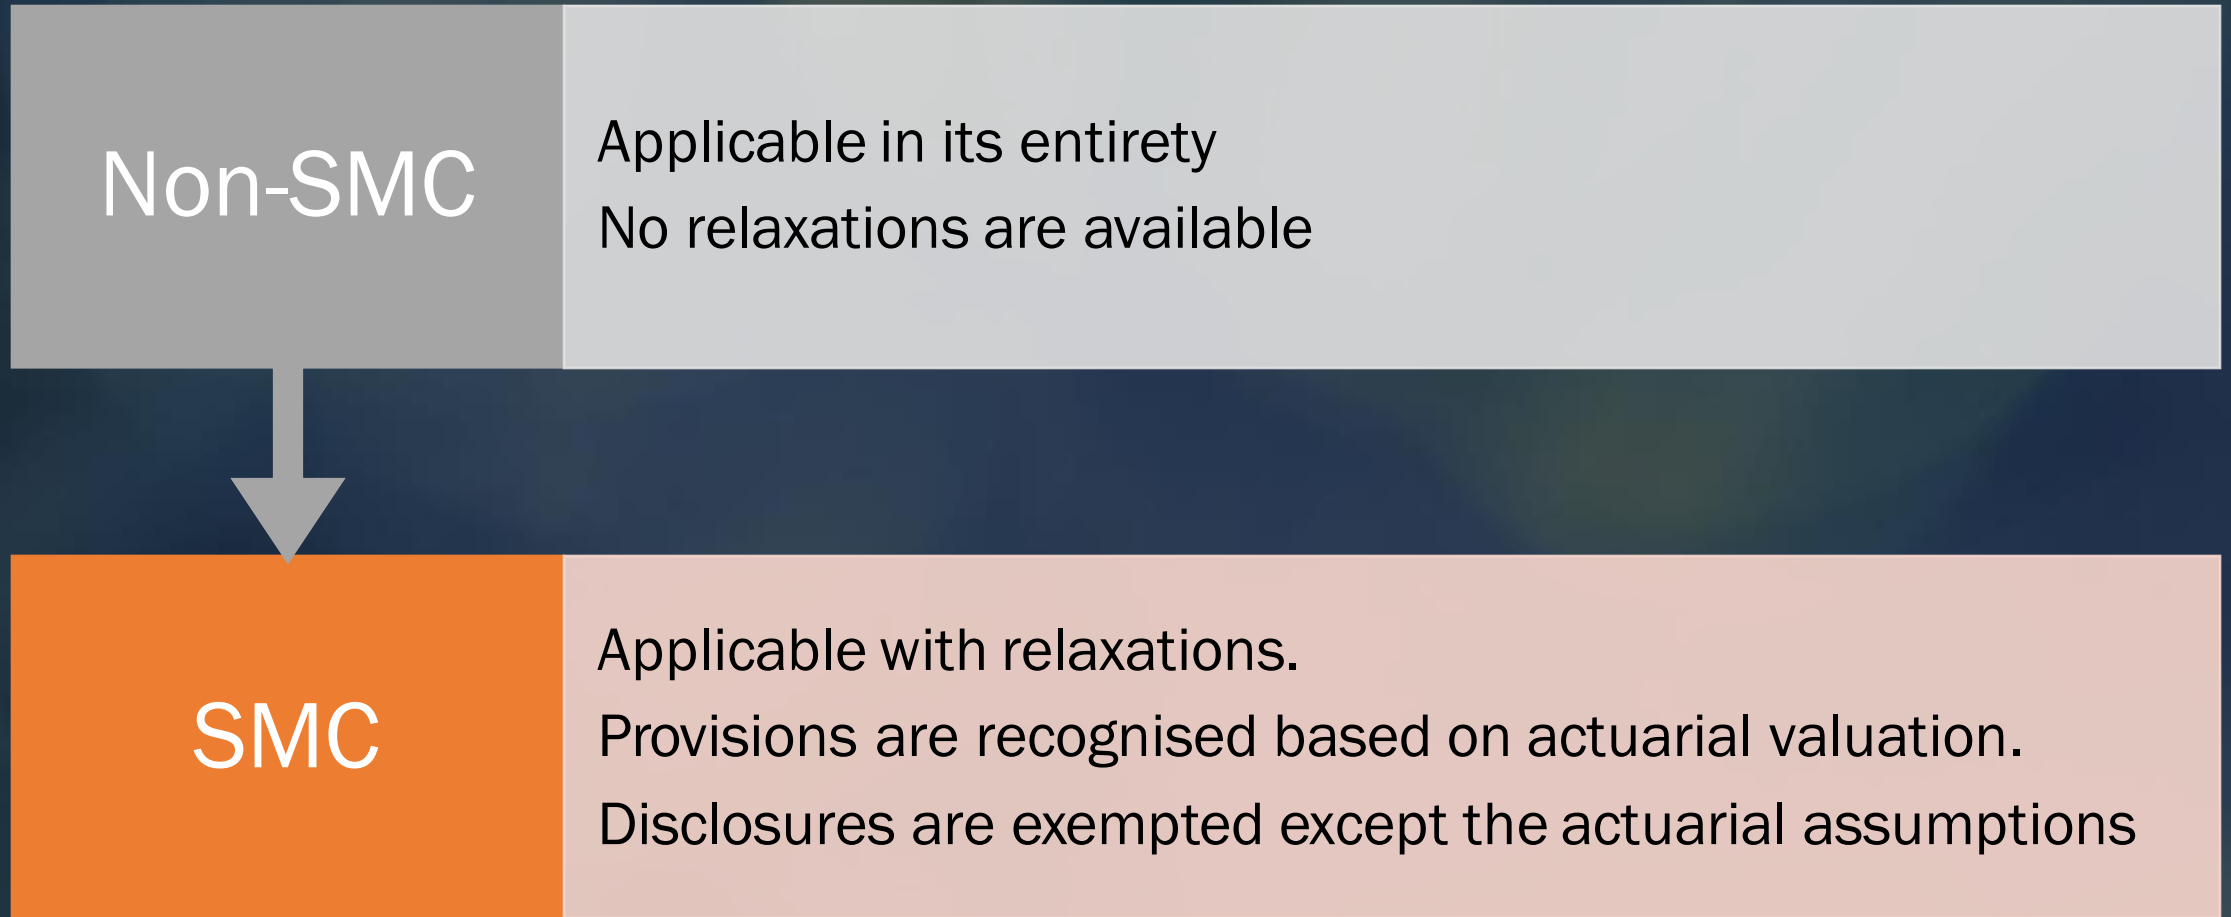 Non-SMC
Applicable in its entirety
No relaxations are available
SMC
Applicable with relaxations.
Provisions are recognised based on actuarial valuation.
Disclosures are exempted except the actuarial assumptions